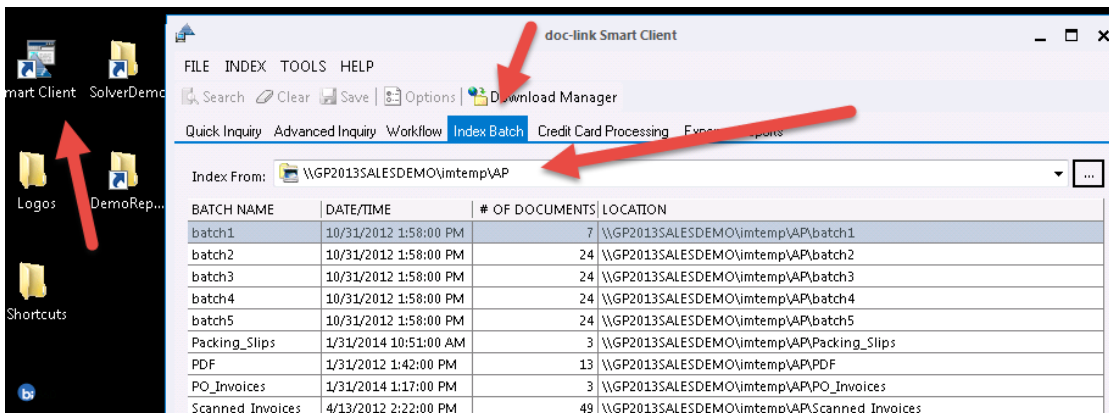 mart Client SolverDemo
Logos DemoRep...
Shortcuts
doc-link Smart Client
FILE INDEX TOOLS HELP
Search Clear Save Options Download Manager
Quick Inquiry Advanced Inquiry Workflow Index Batch Credit Card Processing
Index From: \\GP2013SALESDEMO\imtemp\AP ...
BATCH NAME DATE/TIME # OF DOCUMENTS LOCATION
batch1 10/31/2012 1:58:00 PM 7 \\GP2013SALESDEMO\imtemp\AP\batch1
batch2 10/31/2012 1:58:00 PM 24 \\GP2013SALESDEMO\imtemp\AP\batch2
batch3 10/31/2012 1:58:00 PM 24 \\GP2013SALESDEMO\imtemp\AP\batch3
batch4 10/31/2012 1:58:00 PM 24 \\GP2013SALESDEMO\imtemp\AP\batch4
batch5 10/31/2012 1:58:00 PM 24 \\GP2013SALESDEMO\imtemp\AP\batch5
Packing_Slips 1/31/2014 10:51:00 AM 3 \\GP2013SALESDEMO\imtemp\AP\Packing_Slips
PDF 1/31/2012 1:42:00 PM 13 \\GP2013SALESDEMO\imtemp\AP\PDF
PO_Invoices 1/31/2014 1:17:00 PM 3 \\GP2013SALESDEMO\imtemp\AP\PO_Invoices
Scanned_Invoices 4/13/2012 2:22:00 PM 49 \\GP2013SALESDEMO\imtemp\AP\Scanned_Invoices